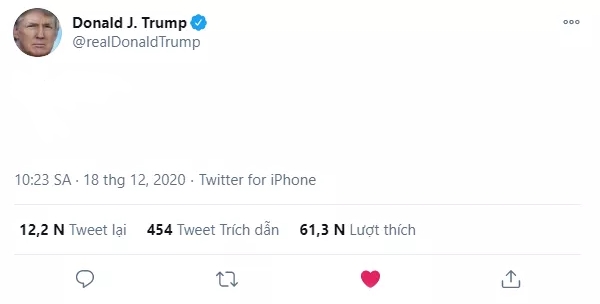 Donald J. Trump
@realDonaldTrump
10:23 SA · 18 thg 12, 2020 · Twitter for iPhone
12,2 N Tweet lại 454 Tweet Trích dẫn 61,3 N Lượt thích